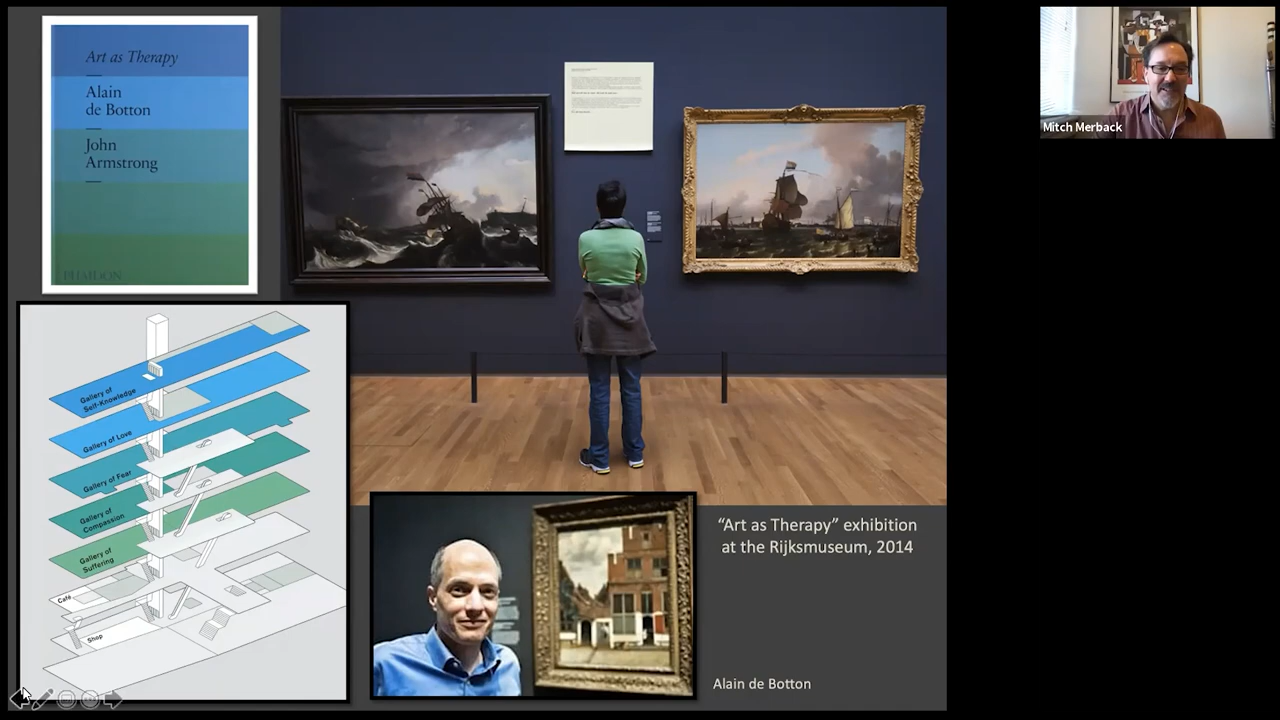 Art as Therapy
Alain
de Botton
John
Armstrong
PHAIDON
Mitch Merback
Gallery of
Self-Knowledge
Gallery of Love
Gallery of Fear
Gallery of
Compassion
Gallery of
Suffering
Café
Shop
“Art as Therapy” exhibition
at the Rijksmuseum, 2014
Alain de Botton